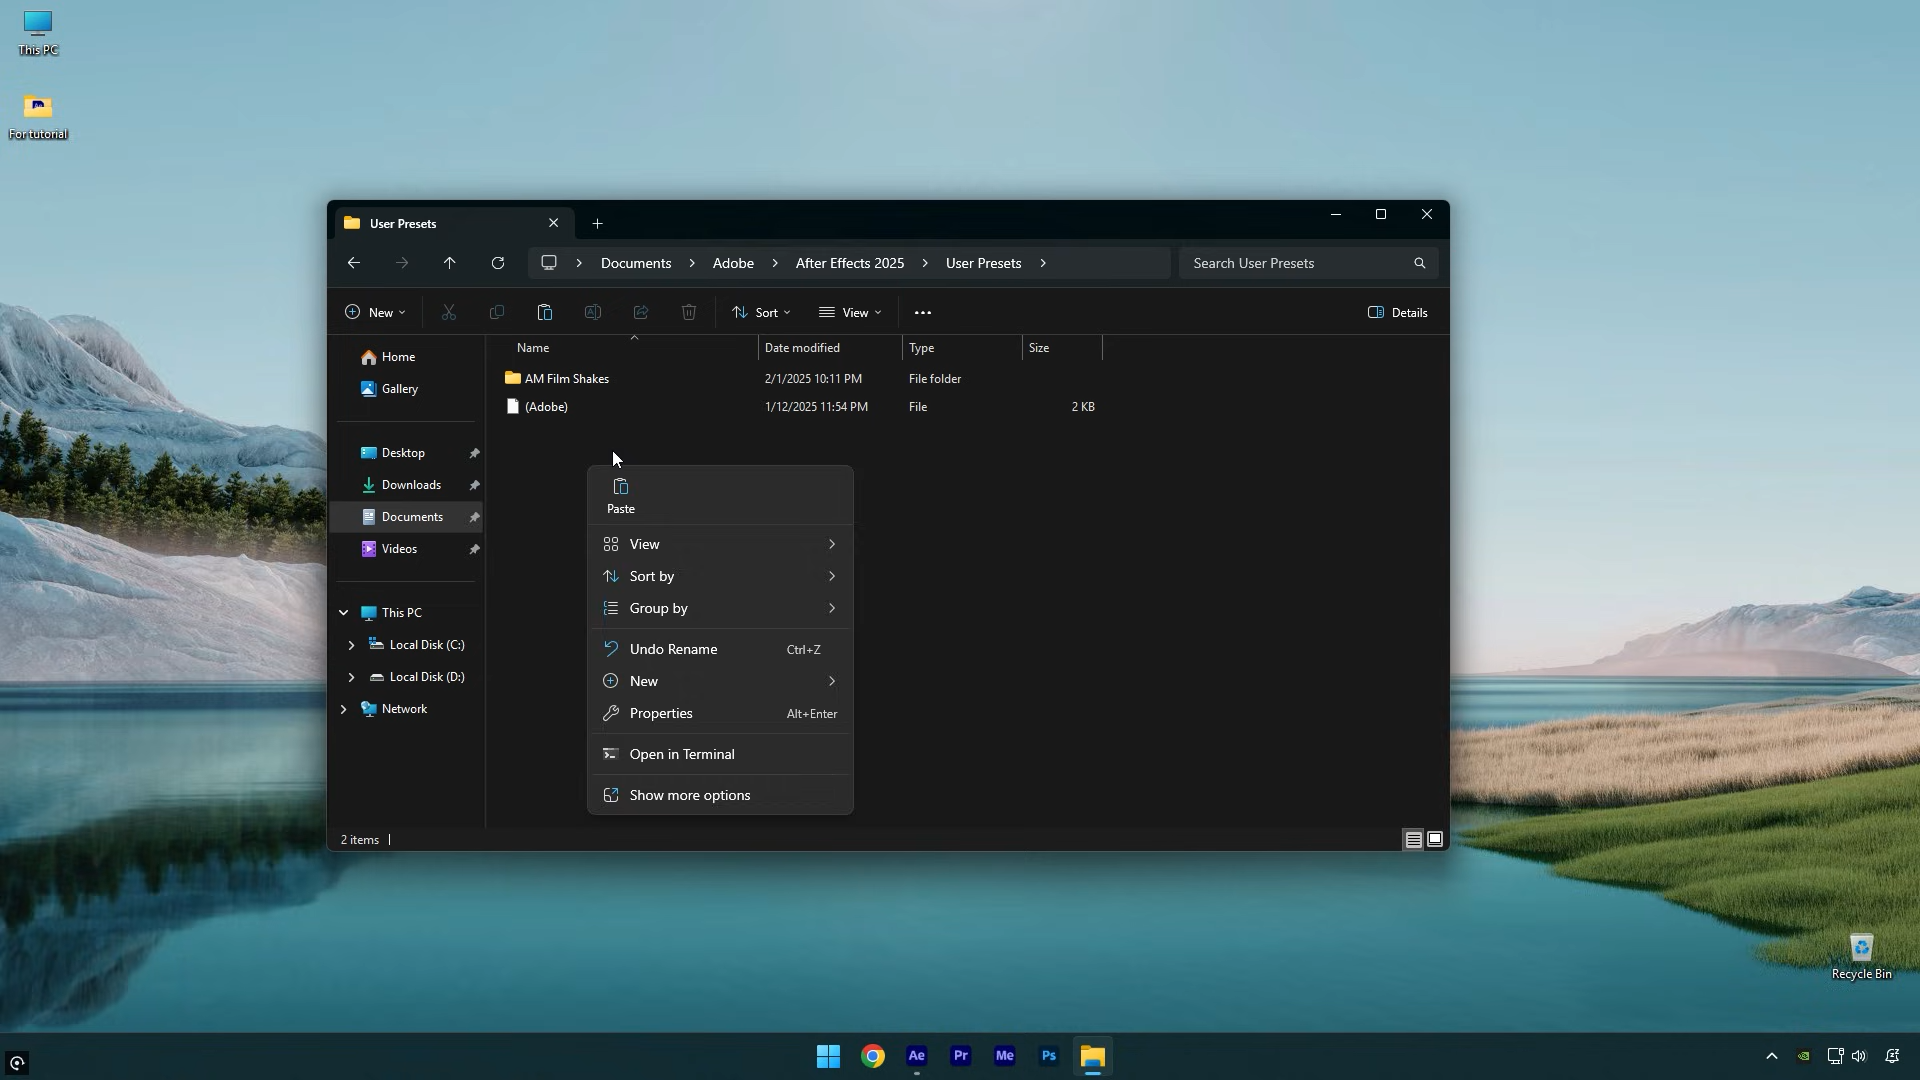 This PC
For tutorial
User Presets
Documents > Adobe > After Effects 2025 > User Presets >
Search User Presets
New
Sort
View
Details
Name
Date modified
Type
Size
AM Film Shakes
2/1/2025 10:11 PM
File folder
(Adobe)
1/12/2025 11:54 PM
File
2 KB
Home
Gallery
Desktop
Downloads
Documents
Videos
This PC
Local Disk (C:)
Local Disk (D:)
Network
Paste
View
Sort by
Group by
Undo Rename
Ctrl+Z
New
Properties
Alt+Enter
Open in Terminal
Show more options
2 items
Recycle Bin
Ae
Pr
Me
Ps